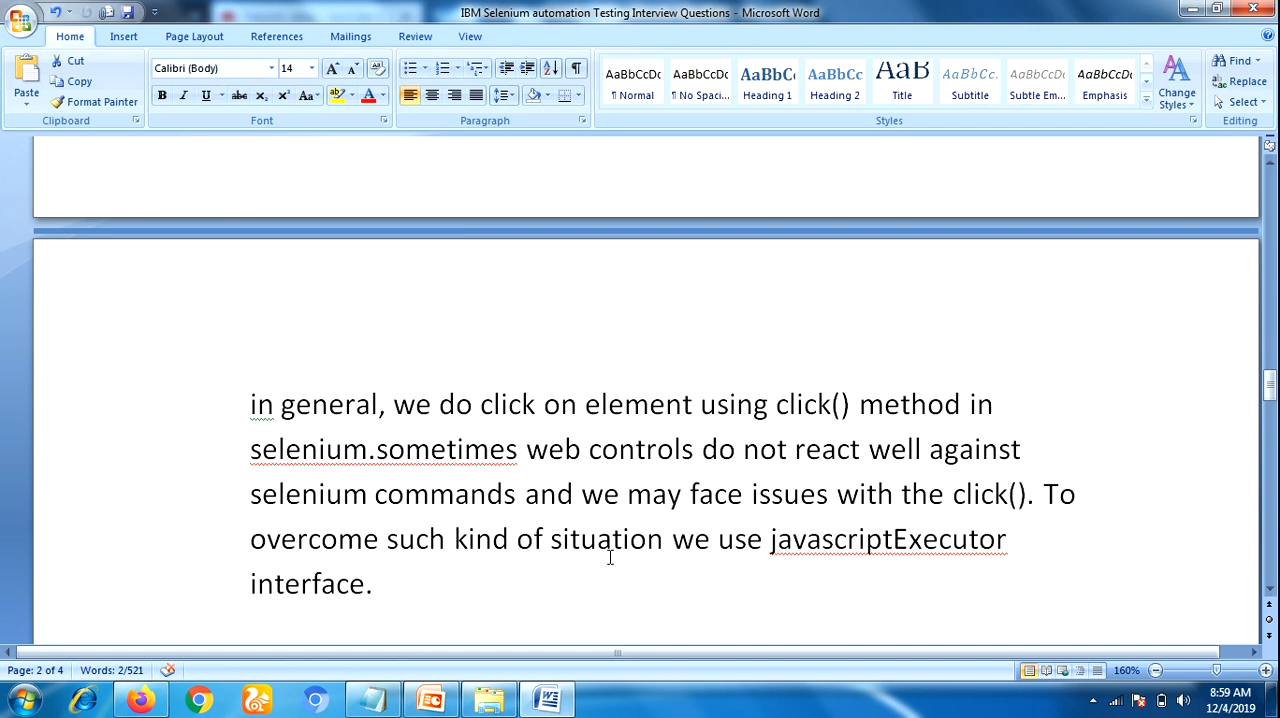 IBM Selenium automation Testing Interview Questions - Microsoft Word
Home Insert Page Layout References Mailings Review View
Paste
Cut
Copy
Format Painter
Clipboard
Calibri (Body) 14
B I U abc X₂ X² Aa
Font
Paragraph
AaBbCcDc AaBbCcDc AaBbC AaBbCc AaB AaBbCc. AaBbCcDc AaBbCcDc
¶ Normal ¶ No Spaci... Heading 1 Heading 2 Title Subtitle Subtle Em... Emphasis
Change Styles
Styles
Find
Replace
Select
Editing
in general, we do click on element using click() method in
selenium.sometimes web controls do not react well against
selenium commands and we may face issues with the click(). To
overcome such kind of situation we use javascriptExecutor
interface.
Page: 2 of 4 Words: 2/521 160%
8:59 AM
12/4/2019